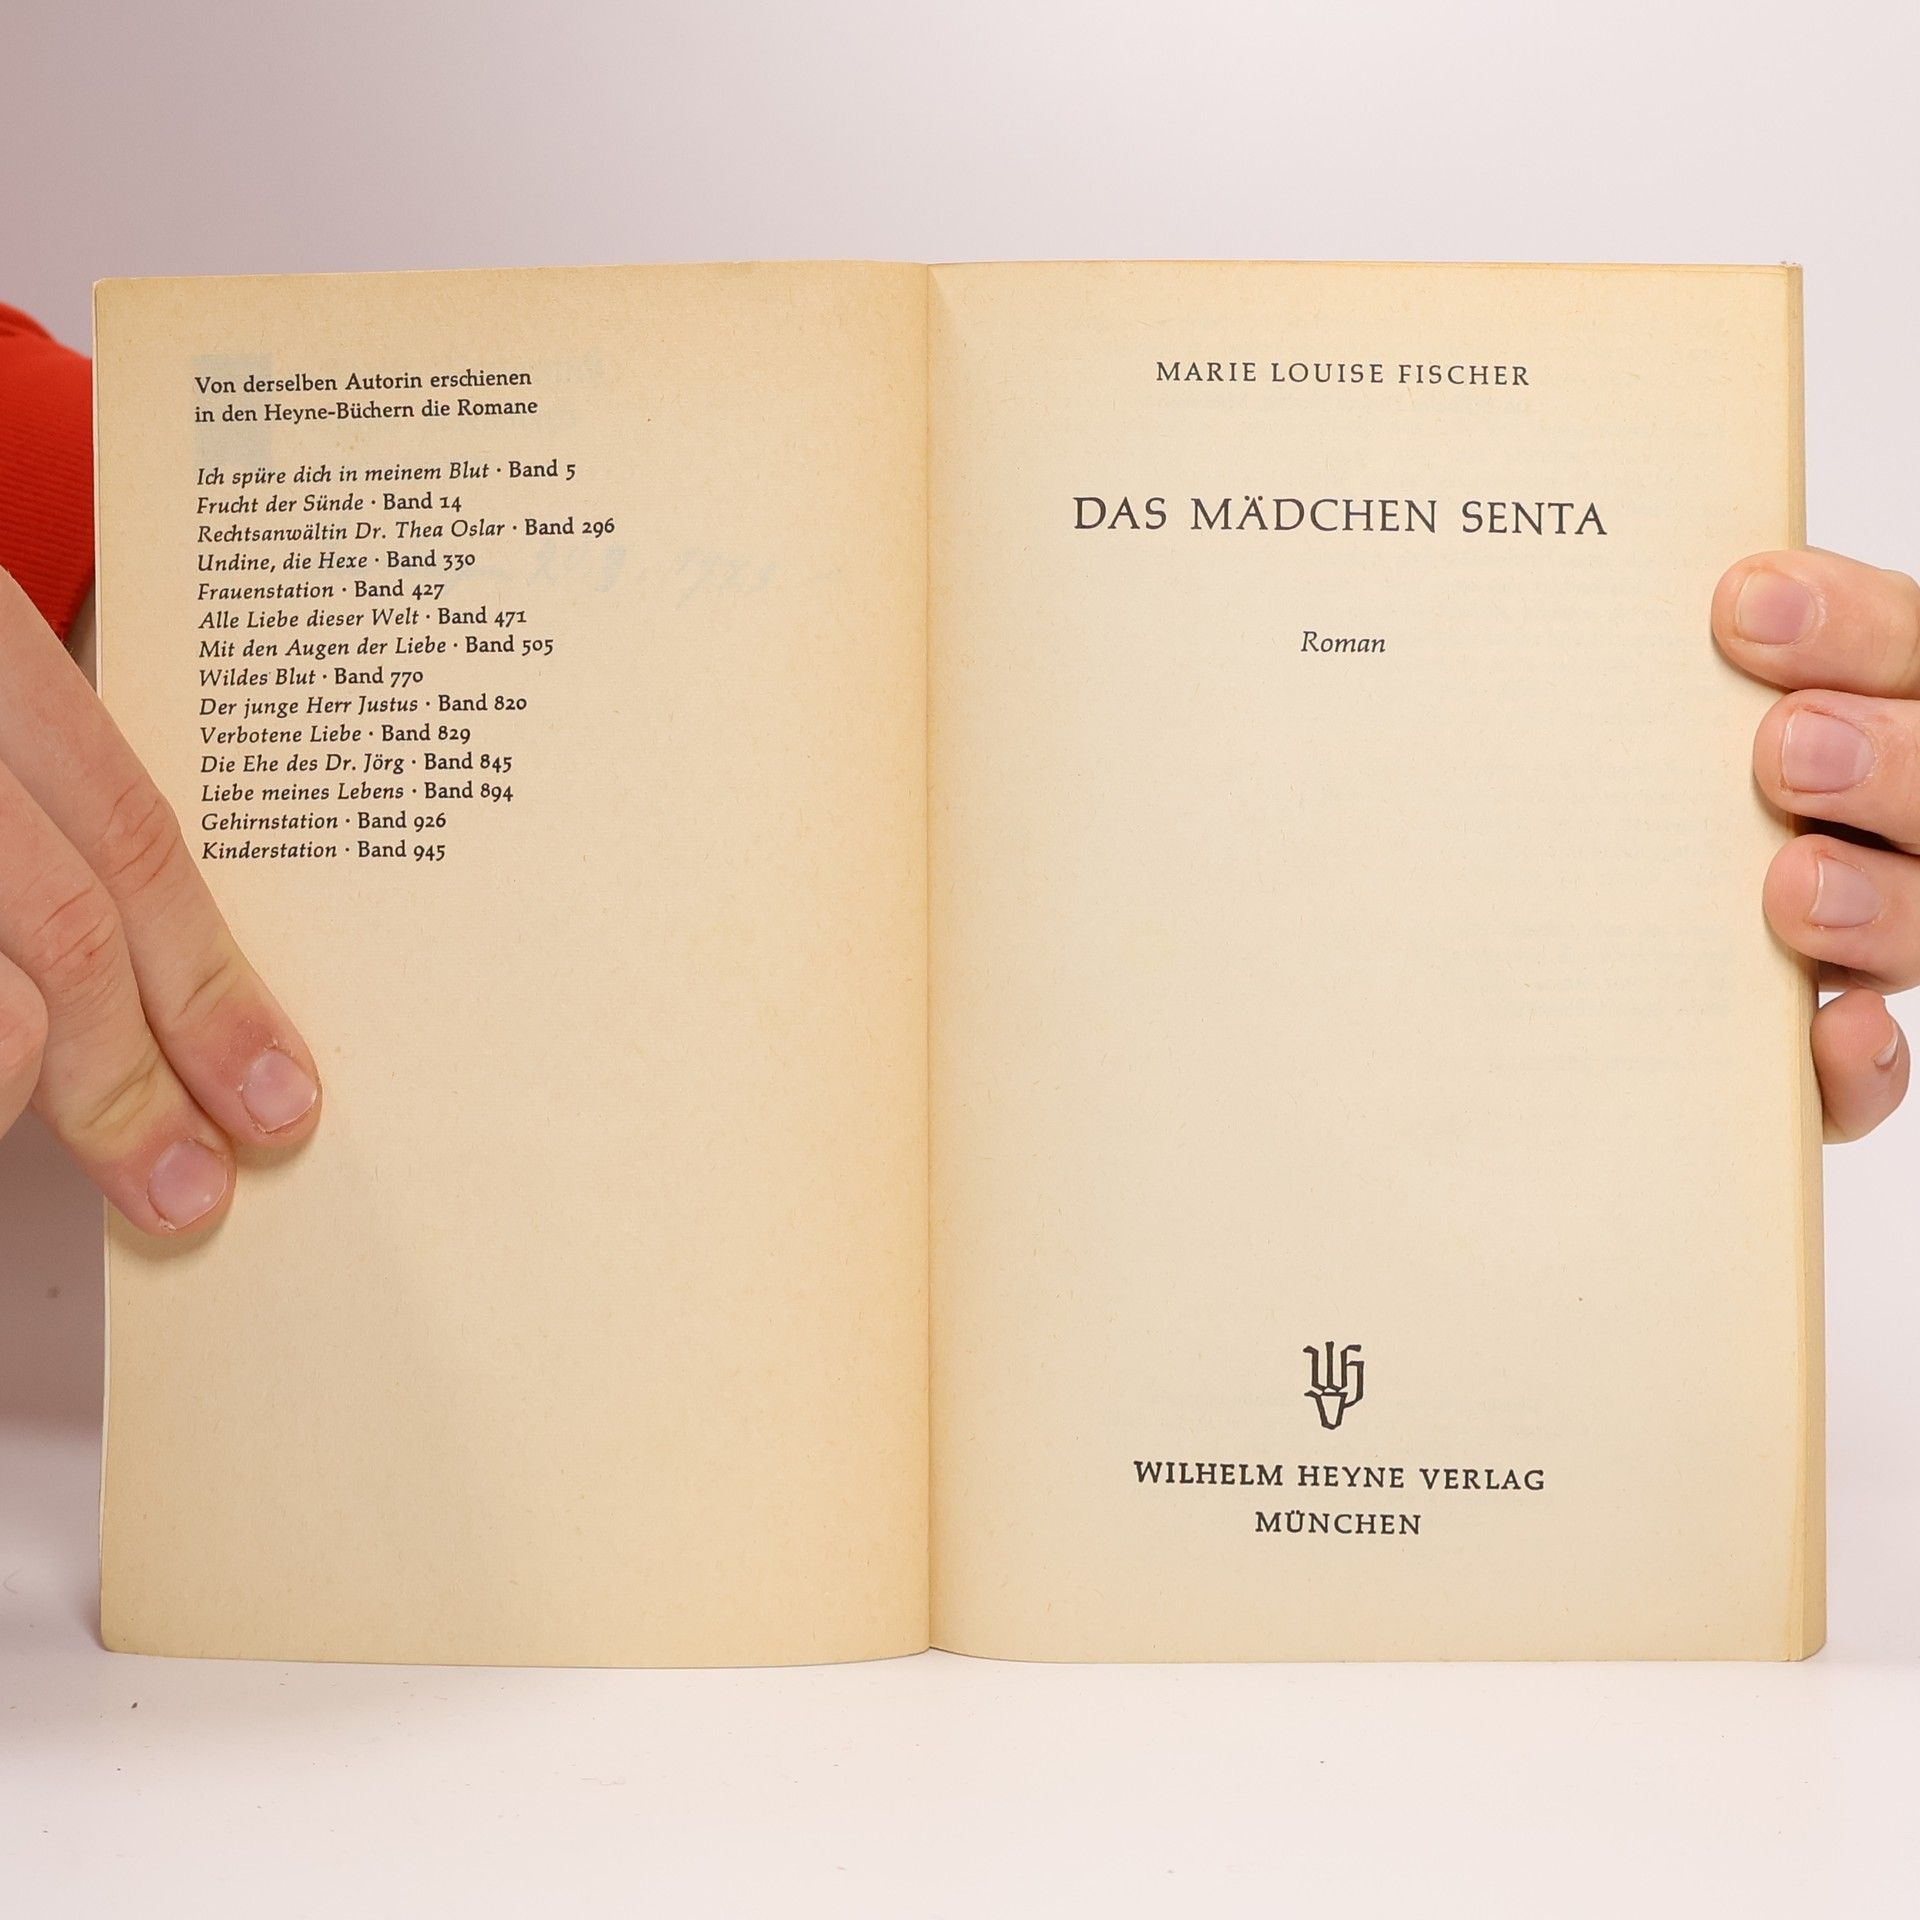 Von derselben Autorin erschienen
in den Heyne-Büchern die Romane
Ich spüre dich in meinem Blut · Band 5
Frucht der Sünde · Band 14
Rechtsanwältin Dr. Thea Oslar · Band 296
Undine, die Hexe · Band 330
Frauenstation · Band 427
Alle Liebe dieser Welt · Band 471
Mit den Augen der Liebe · Band 505
Wildes Blut · Band 770
Der junge Herr Justus · Band 820
Verbotene Liebe · Band 829
Die Ehe des Dr. Jörg · Band 845
Liebe meines Lebens · Band 894
Gehirnstation · Band 926
Kinderstation · Band 945
MARIE LOUISE FISCHER
DAS MÄDCHEN SENTA
Roman
WILHELM HEYNE VERLAG
MÜNCHEN